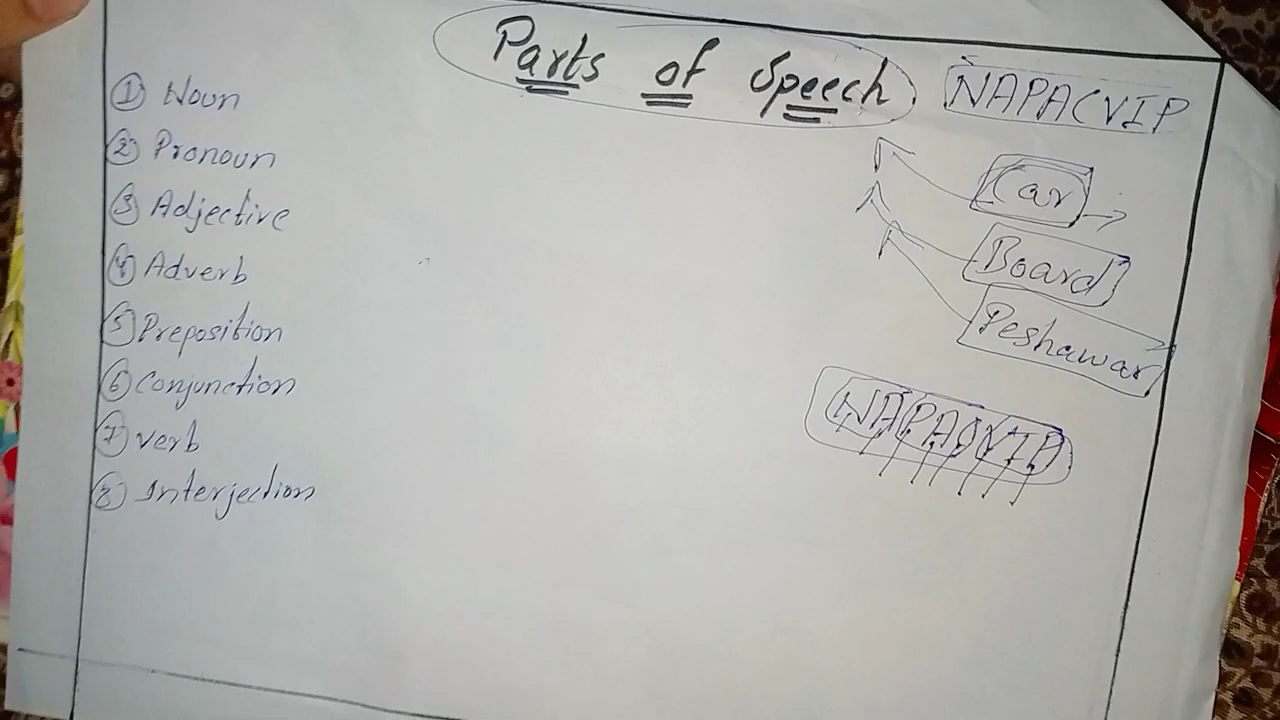 Parts of Speech
NAPACVIP
① Noun
② Pronoun
③ Adjective
④ Adverb
⑤ Preposition
⑥ Conjunction
⑦ verb
⑧ Interjection
Car
Board
Peshawar
NAPACVIP